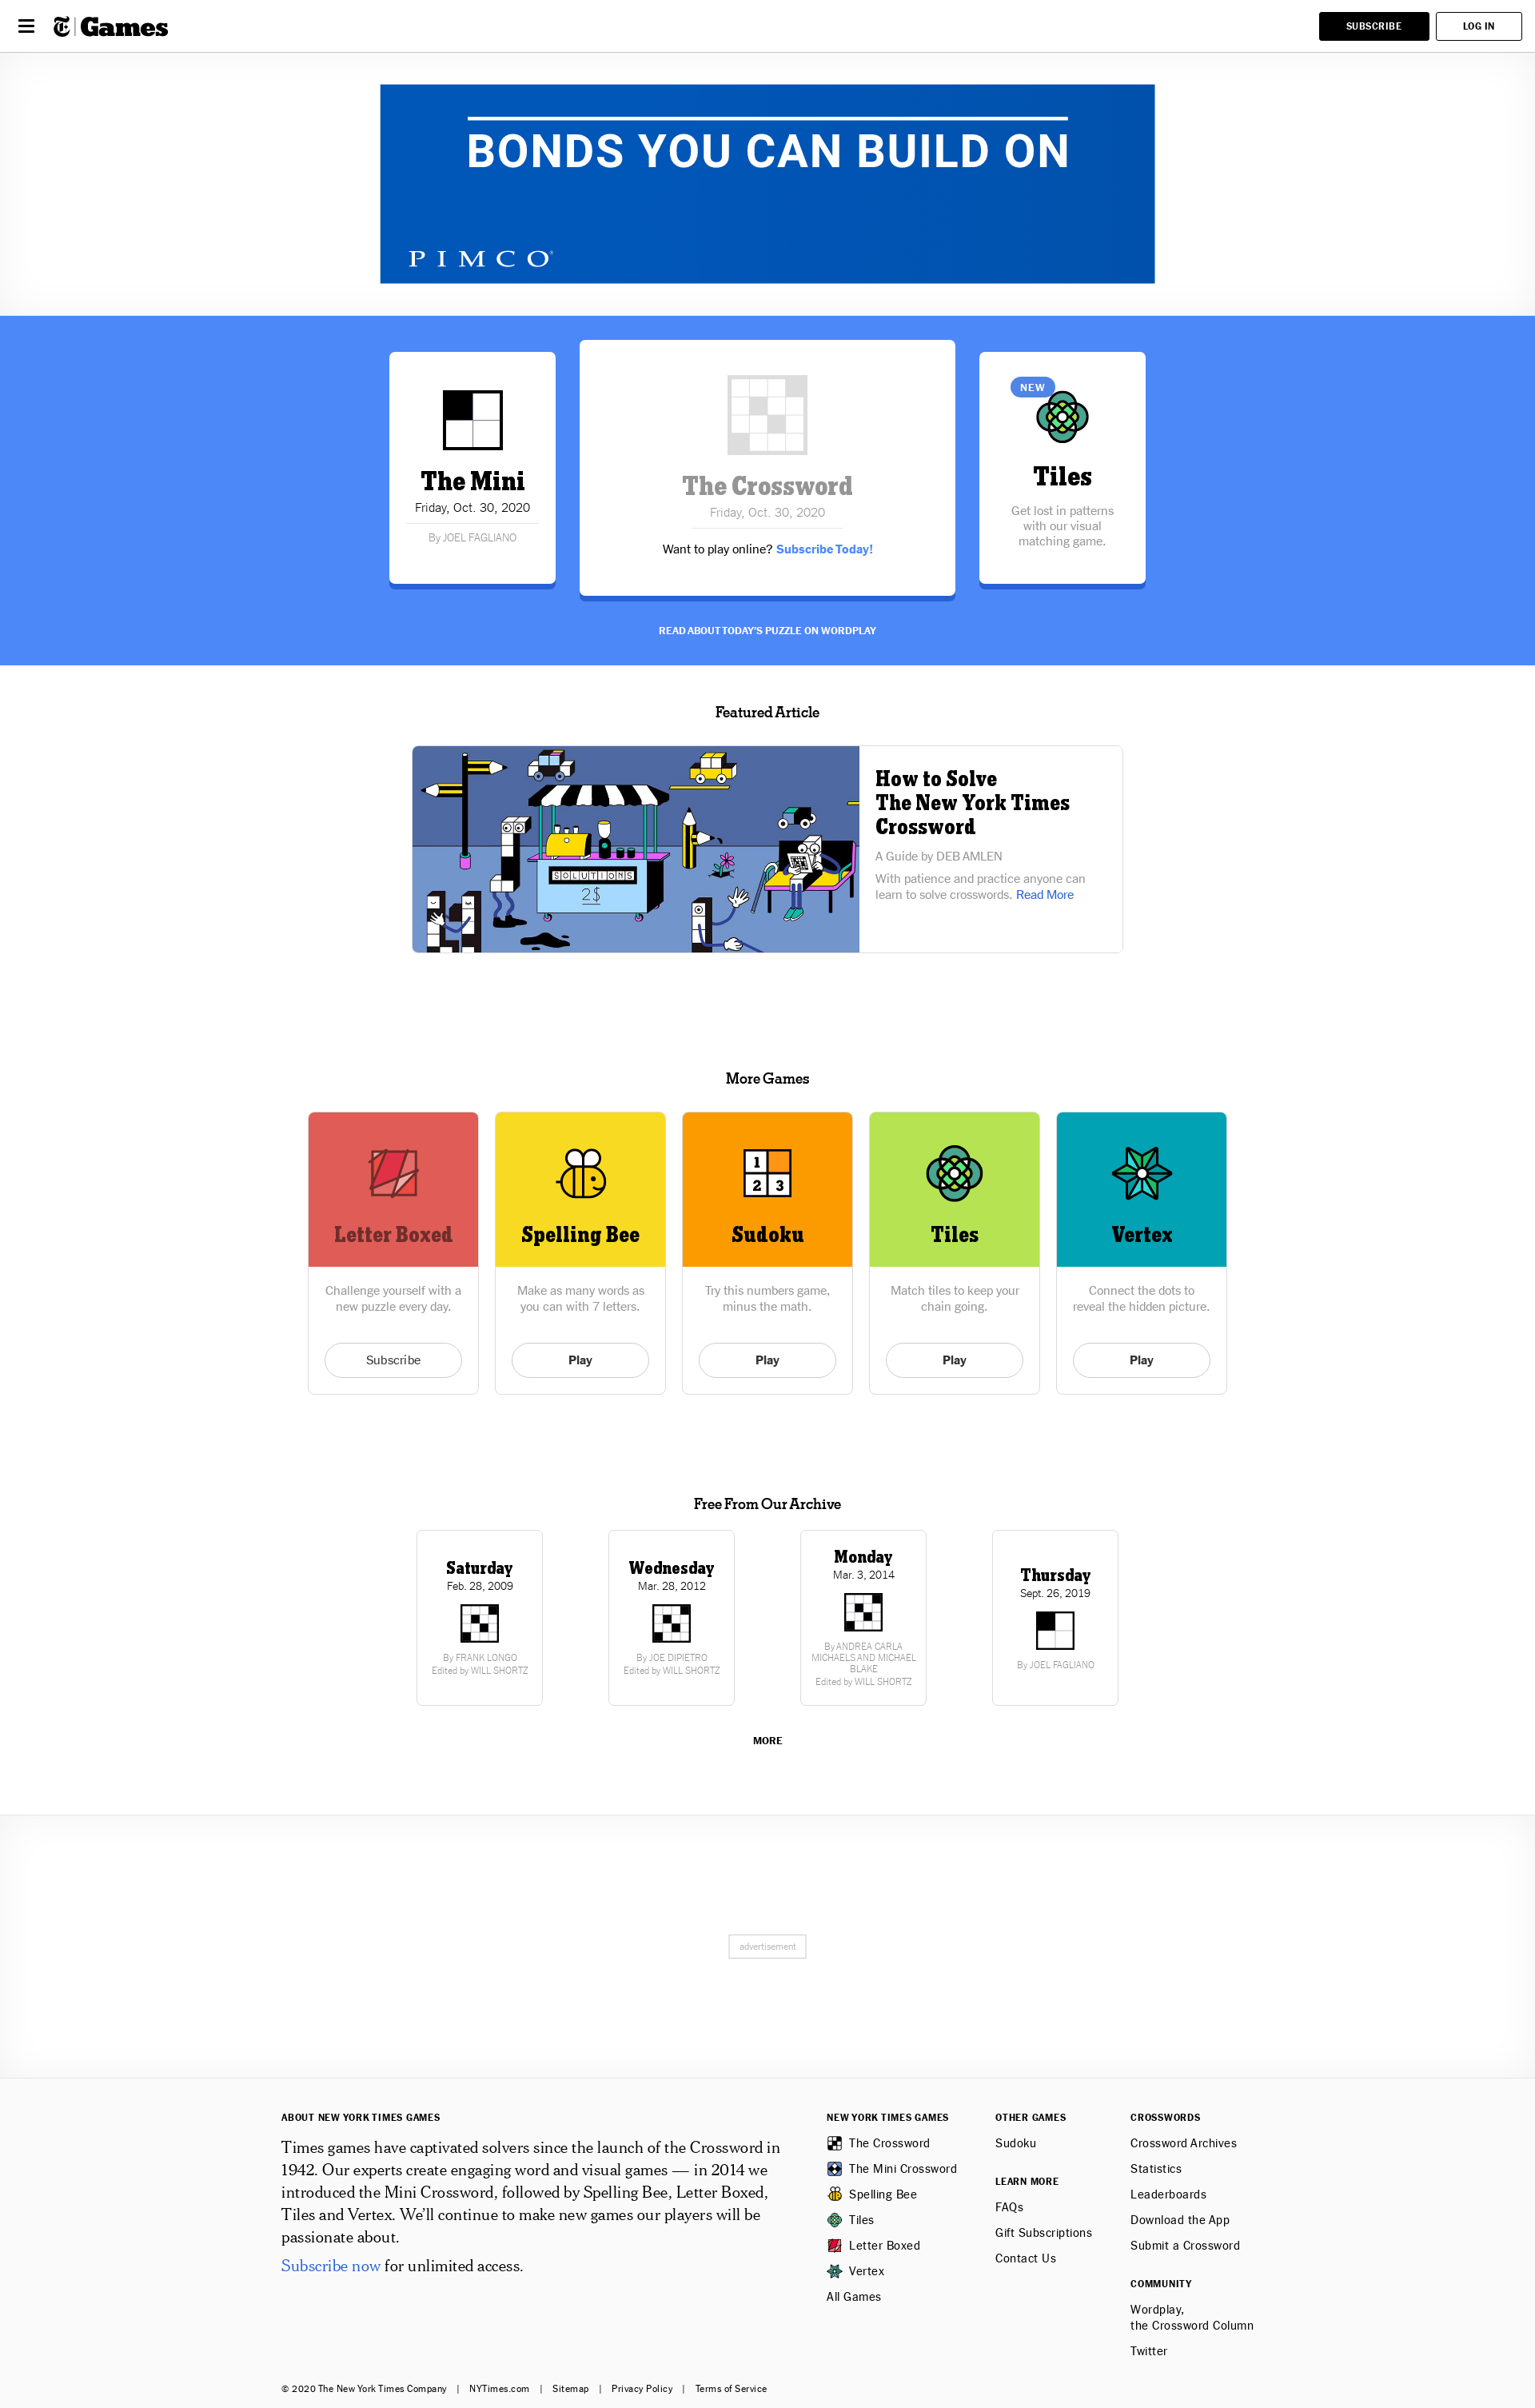 Games
SUBSCRIBE
LOG IN
BONDS YOU CAN BUILD ON
PIMCO
The Mini
Friday, Oct. 30, 2020
By JOEL FAGLIANO
The Crossword
Friday, Oct. 30, 2020
Want to play online? Subscribe Today!
NEW
Tiles
Get lost in patterns
with our visual
matching game.
READ ABOUT TODAY'S PUZZLE ON WORDPLAY
Featured Article
SOLUTIONS
2$
How to Solve
The New York Times
Crossword
A Guide by DEB AMLEN
With patience and practice anyone can
learn to solve crosswords. Read More
More Games
Letter Boxed
Challenge yourself with a
new puzzle every day.
Subscribe
Spelling Bee
Make as many words as
you can with 7 letters.
Play
1
2 3
Sudoku
Try this numbers game,
minus the math.
Play
Tiles
Match tiles to keep your
chain going.
Play
Vertex
Connect the dots to
reveal the hidden picture.
Play
Free From Our Archive
Saturday
Feb. 28, 2009
By FRANK LONGO
Edited by WILL SHORTZ
Wednesday
Mar. 28, 2012
By JOE DIPIETRO
Edited by WILL SHORTZ
Monday
Mar. 3, 2014
By ANDREA CARLA
MICHAELS AND MICHAEL
BLAKE
Edited by WILL SHORTZ
Thursday
Sept. 26, 2019
By JOEL FAGLIANO
MORE
advertisement
ABOUT NEW YORK TIMES GAMES
Times games have captivated solvers since the launch of the Crossword in
1942. Our experts create engaging word and visual games — in 2014 we
introduced the Mini Crossword, followed by Spelling Bee, Letter Boxed,
Tiles and Vertex. We’ll continue to make new games our players will be
passionate about.
Subscribe now for unlimited access.
NEW YORK TIMES GAMES
The Crossword
The Mini Crossword
Spelling Bee
Tiles
Letter Boxed
Vertex
All Games
OTHER GAMES
Sudoku
LEARN MORE
FAQs
Gift Subscriptions
Contact Us
CROSSWORDS
Crossword Archives
Statistics
Leaderboards
Download the App
Submit a Crossword
COMMUNITY
Wordplay,
the Crossword Column
Twitter
© 2020 The New York Times Company | NYTimes.com | Sitemap | Privacy Policy | Terms of Service